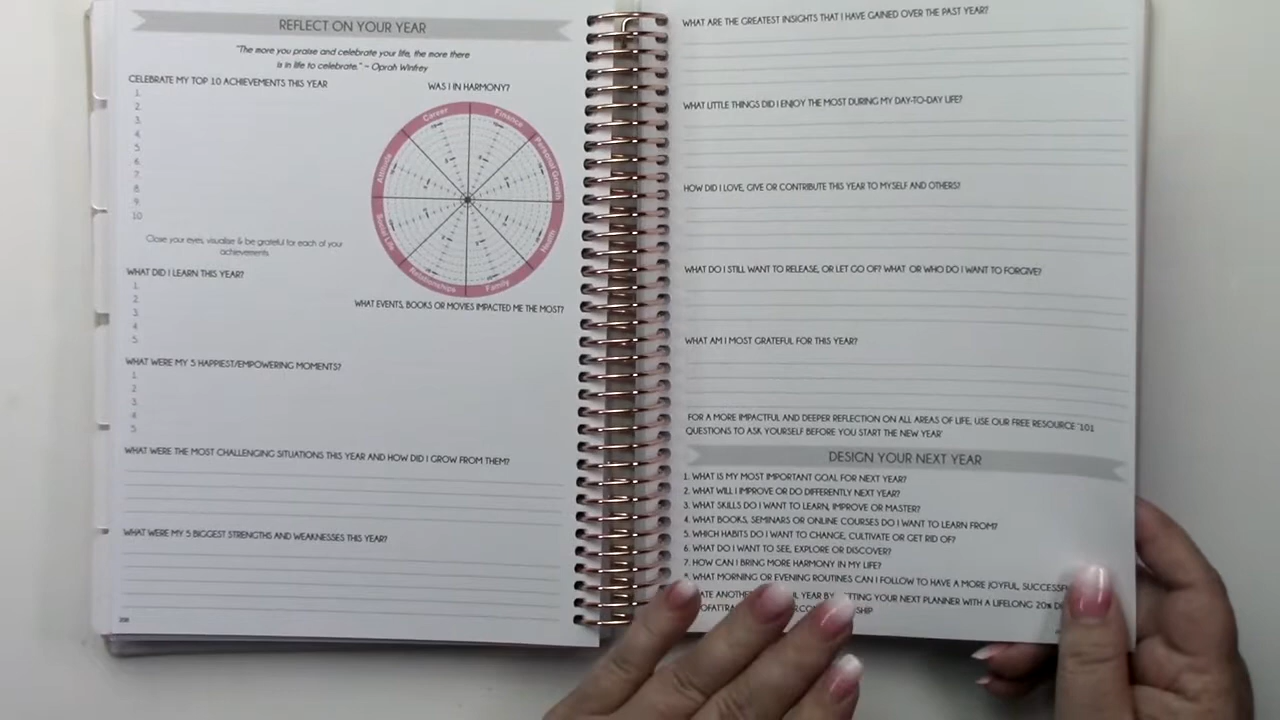 REFLECT ON YOUR YEAR
"The more you praise and celebrate your life, the more there
is in life to celebrate." ~ Oprah Winfrey
CELEBRATE MY TOP 10 ACHIEVEMENTS THIS YEAR
1.
2.
3.
4.
5.
6.
7.
8.
9.
10.
Close your eyes, visualise & be grateful for each of your
achievements
WAS I IN HARMONY?
Career
Finance
Personal Growth
Health
Family
Relationships
Social Life
Attitude
WHAT DID I LEARN THIS YEAR?
1.
2.
3.
4.
5.
WHAT EVENTS, BOOKS OR MOVIES IMPACTED ME THE MOST?
WHAT WERE MY 5 HAPPIEST/EMPOWERING MOMENTS?
1.
2.
3.
4.
5.
WHAT WERE THE MOST CHALLENGING SITUATIONS THIS YEAR AND HOW DID I GROW FROM THEM?
WHAT WERE MY 5 BIGGEST STRENGTHS AND WEAKNESSES THIS YEAR?
WHAT ARE THE GREATEST INSIGHTS THAT I HAVE GAINED OVER THE PAST YEAR?
WHAT LITTLE THINGS DID I ENJOY THE MOST DURING MY DAY-TO-DAY LIFE?
HOW DID I LOVE, GIVE OR CONTRIBUTE THIS YEAR TO MYSELF AND OTHERS?
WHAT DO I STILL WANT TO RELEASE, OR LET GO OF? WHAT OR WHO DO I WANT TO FORGIVE?
WHAT AM I MOST GRATEFUL FOR THIS YEAR?
FOR A MORE IMPACTFUL AND DEEPER REFLECTION ON ALL AREAS OF LIFE, USE OUR FREE RESOURCE '101
QUESTIONS TO ASK YOURSELF BEFORE YOU START THE NEW YEAR'
DESIGN YOUR NEXT YEAR
1. WHAT IS MY MOST IMPORTANT GOAL FOR NEXT YEAR?
2. WHAT WILL I IMPROVE OR DO DIFFERENTLY NEXT YEAR?
3. WHAT SKILLS DO I WANT TO LEARN, IMPROVE OR MASTER?
4. WHAT BOOKS, SEMINARS OR ONLINE COURSES DO I WANT TO LEARN FROM?
5. WHICH HABITS DO I WANT TO CHANGE, CULTIVATE OR GET RID OF?
6. WHAT DO I WANT TO SEE, EXPLORE OR DISCOVER?
7. HOW CAN I BRING MORE HARMONY IN MY LIFE?
8. WHAT MORNING OR EVENING ROUTINES CAN I FOLLOW TO HAVE A MORE JOYFUL,
YEAR BY GETTING YOUR NEXT PLANNER WITH A LIFELONG 20%